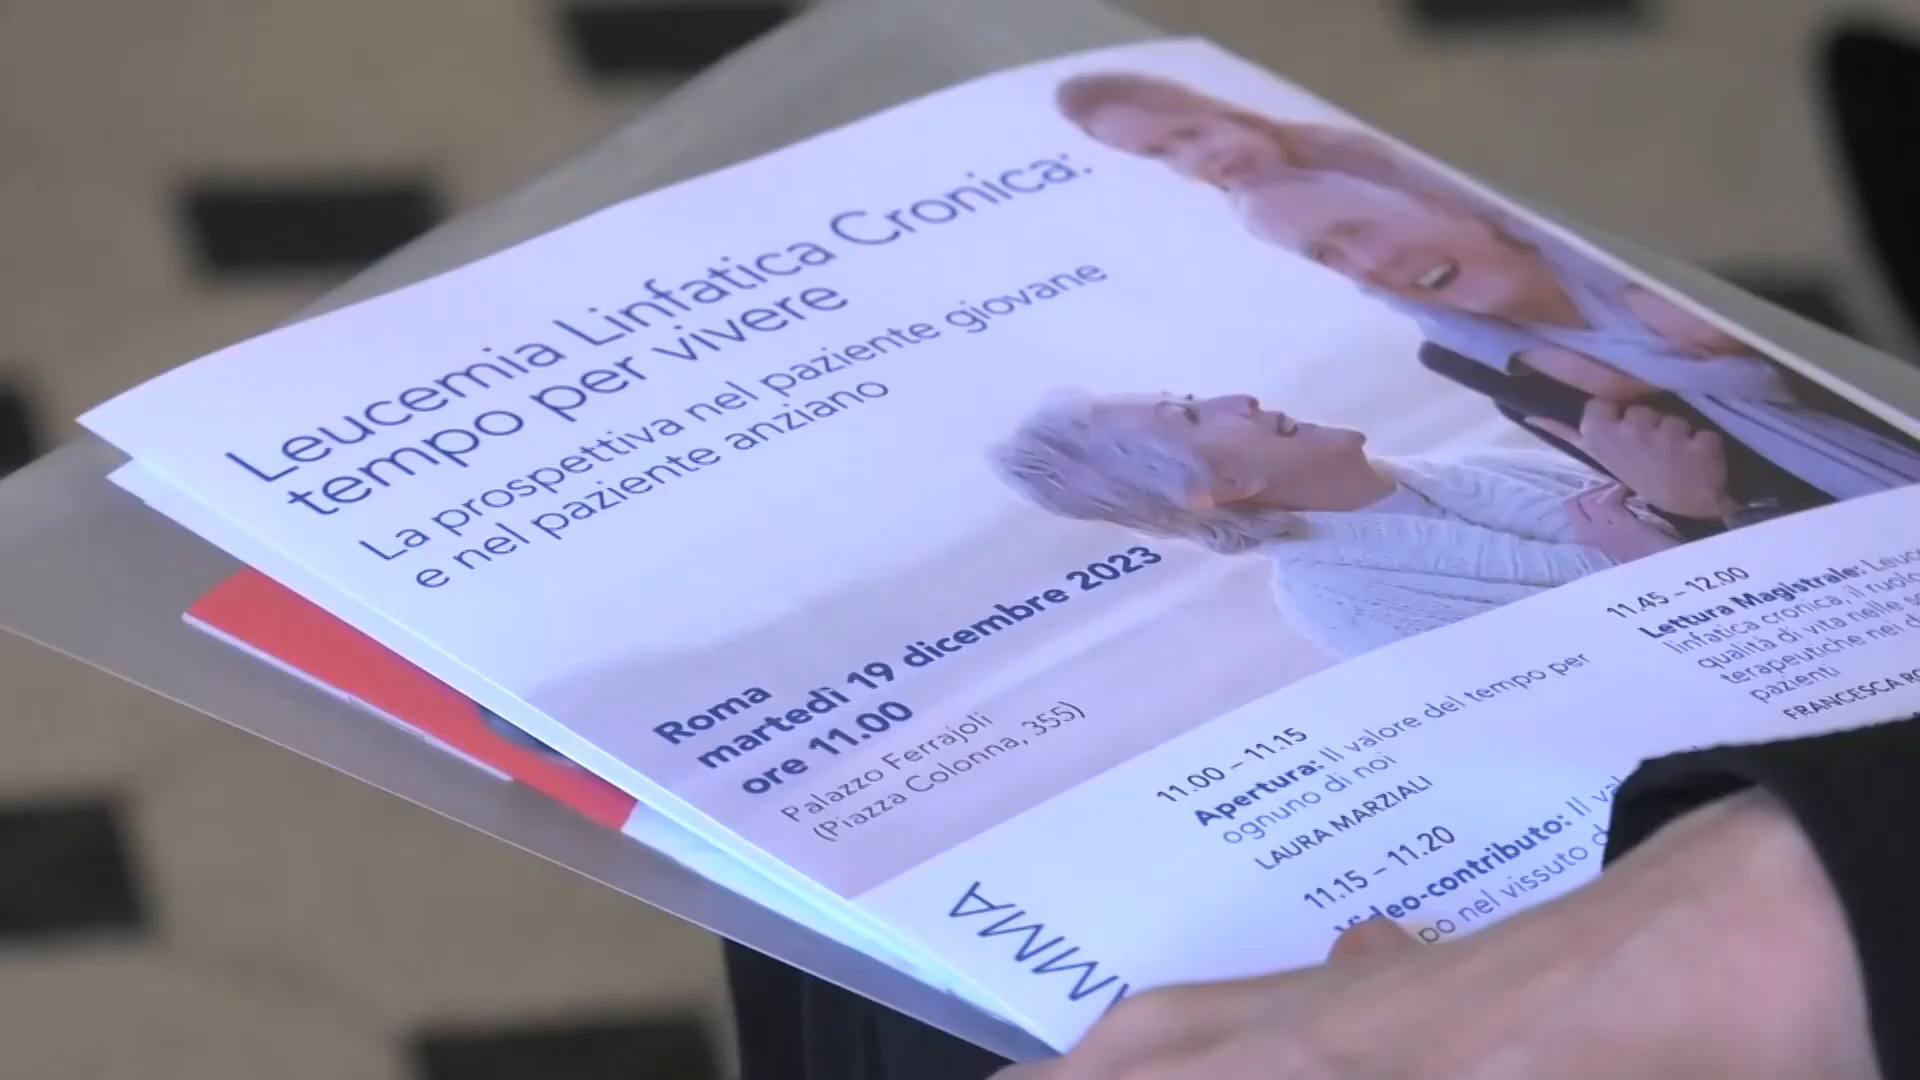 Leucemia Linfatica Cronica:
tempo per vivere
La prospettiva nel paziente giovane
e nel paziente anziano
Roma
martedì 19 dicembre 2023
ore 11.00
Palazzo Ferrajoli
(Piazza Colonna, 355)
11.00 – 11.15
Apertura: Il valore del tempo per
ognuno di noi
LAURA MARZIALI
11.15 – 11.20
Video-contributo: Il
nel vissuto
11.45 – 12.00
Lettura Magistrale:
linfatica cronica, il ruolo
qualità di vita nelle
terapeutiche nei
pazienti
FRANCESCA